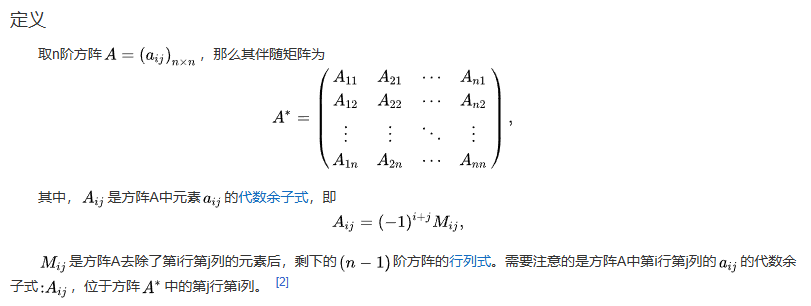 定义
取n阶方阵 $A = (a_{ij})_{n \times n}$ ，那么其伴随矩阵为
$A^* = \begin{pmatrix} A_{11} & A_{21} & \cdots & A_{n1} \\ A_{12} & A_{22} & \cdots & A_{n2} \\ \vdots & \vdots & \ddots & \vdots \\ A_{1n} & A_{2n} & \cdots & A_{nn} \end{pmatrix},$
其中， $A_{ij}$ 是方阵A中元素 $a_{ij}$ 的代数余子式，即
$A_{ij} = (-1)^{i+j} M_{ij},$
$M_{ij}$ 是方阵A去除了第i行第j列的元素后，剩下的 $(n-1)$ 阶方阵的行列式。需要注意的是方阵A中第i行第j列的 $a_{ij}$ 的代数余
子式: $A_{ij}$ ，位于方阵 $A^*$ 中的第j行第i列。 [2]